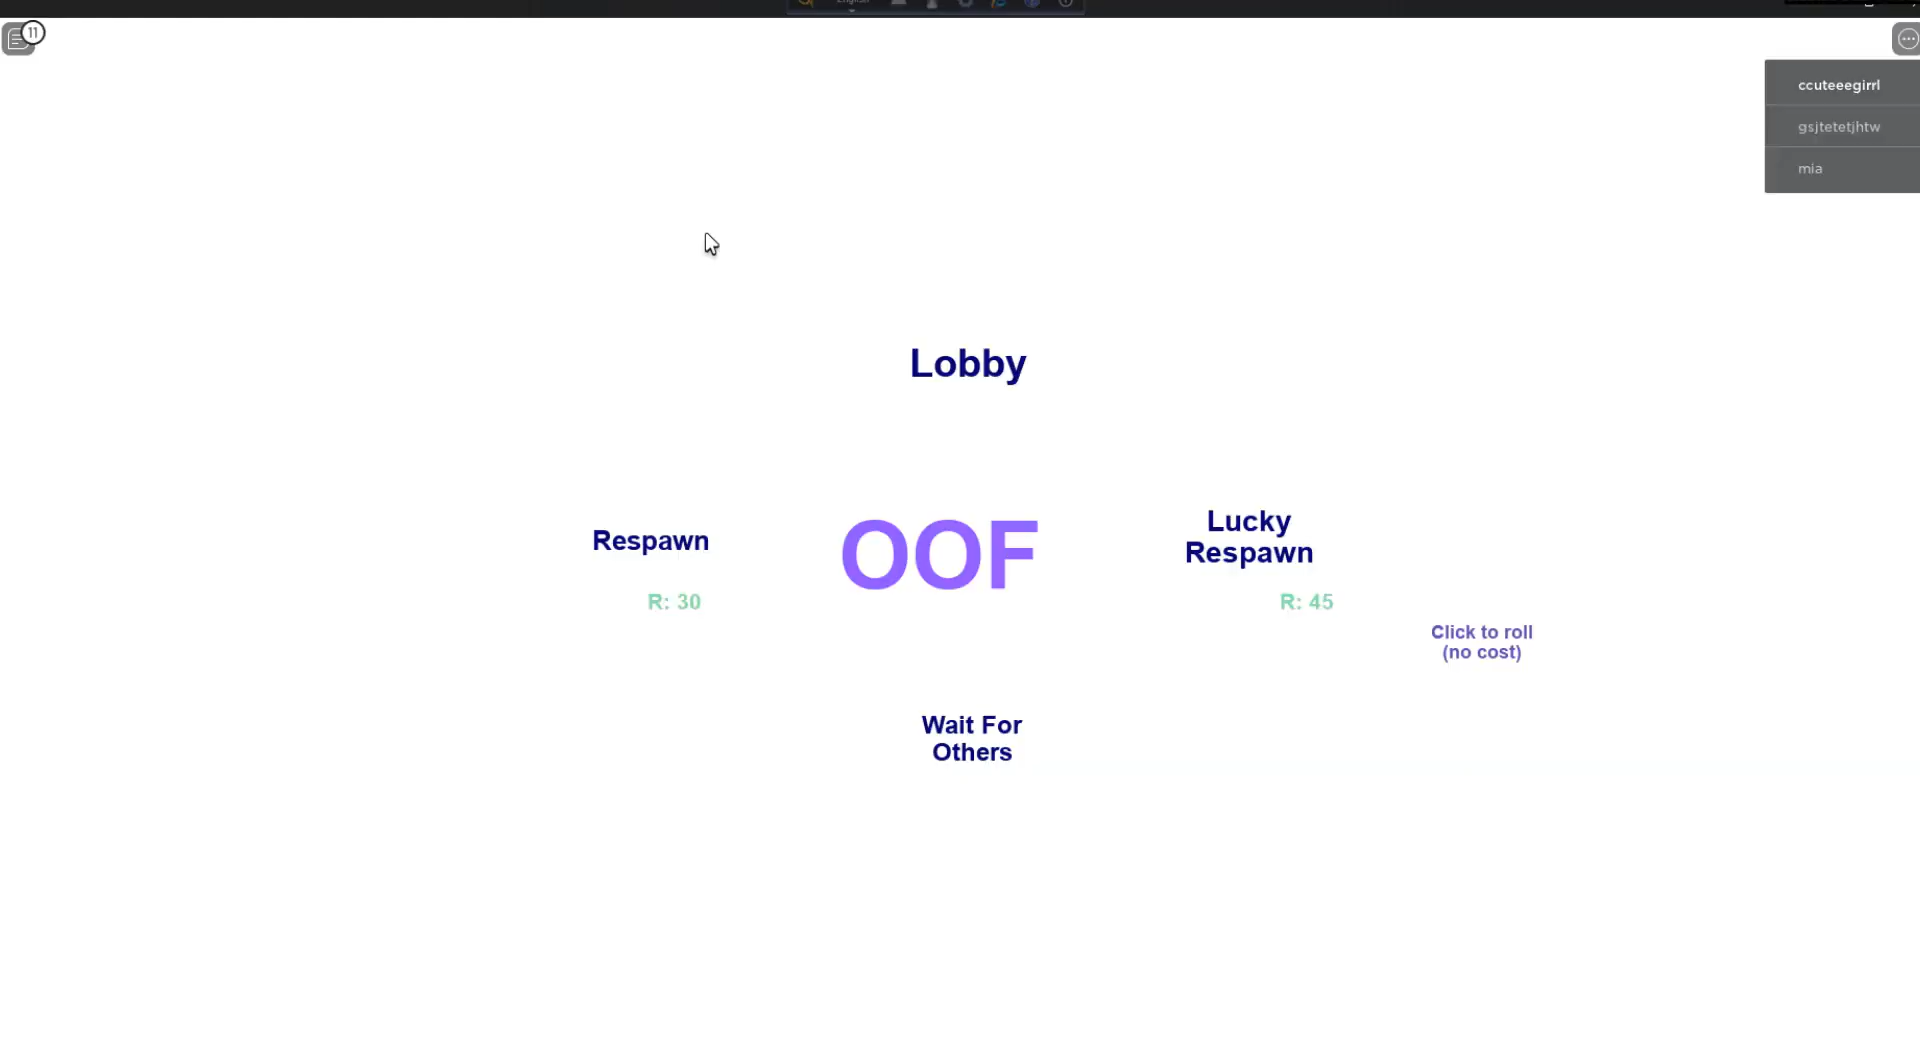 English
11
ccuteeegirrl
gsjtetetjhtw
mia
Lobby
Respawn
OOF
Lucky
Respawn
R: 30
R: 45
Click to roll
(no cost)
Wait For
Others